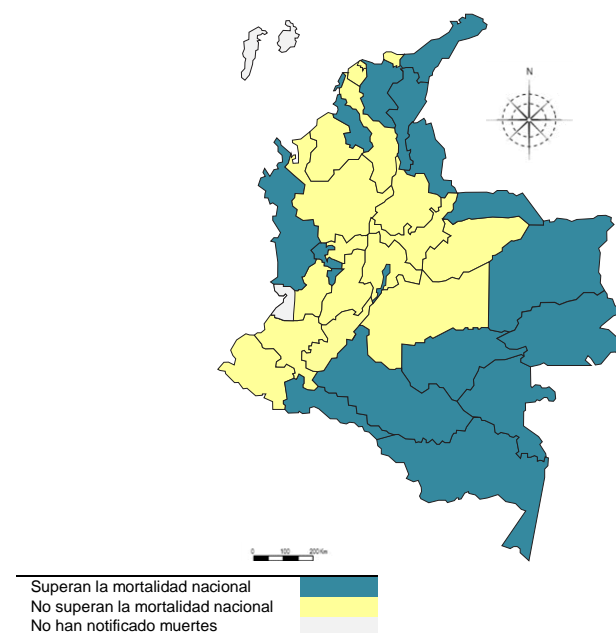 N
0 100 200 Km
Superan la mortalidad nacional
No superan la mortalidad nacional
No han notificado muertes